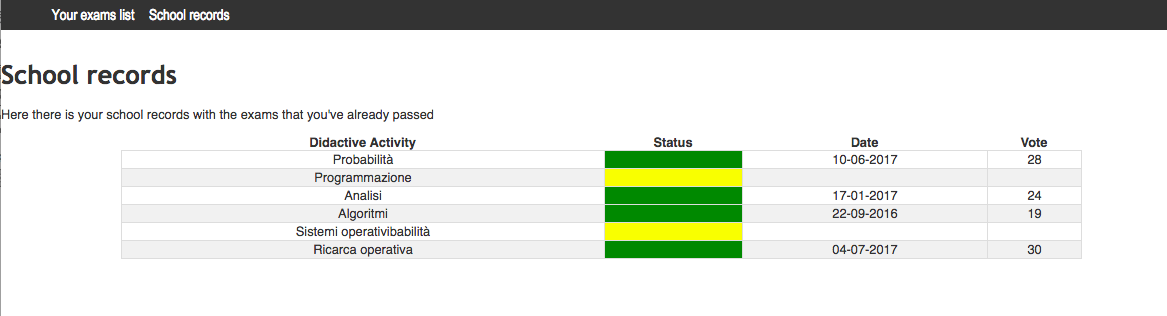 Your exams list School records
School records
Here there is your school records with the exams that you've already passed
Didactive Activity Status Date Vote
Probabilità 10-06-2017 28
Programmazione
Analisi 17-01-2017 24
Algoritmi 22-09-2016 19
Sistemi operativibabilità
Ricarca operativa 04-07-2017 30